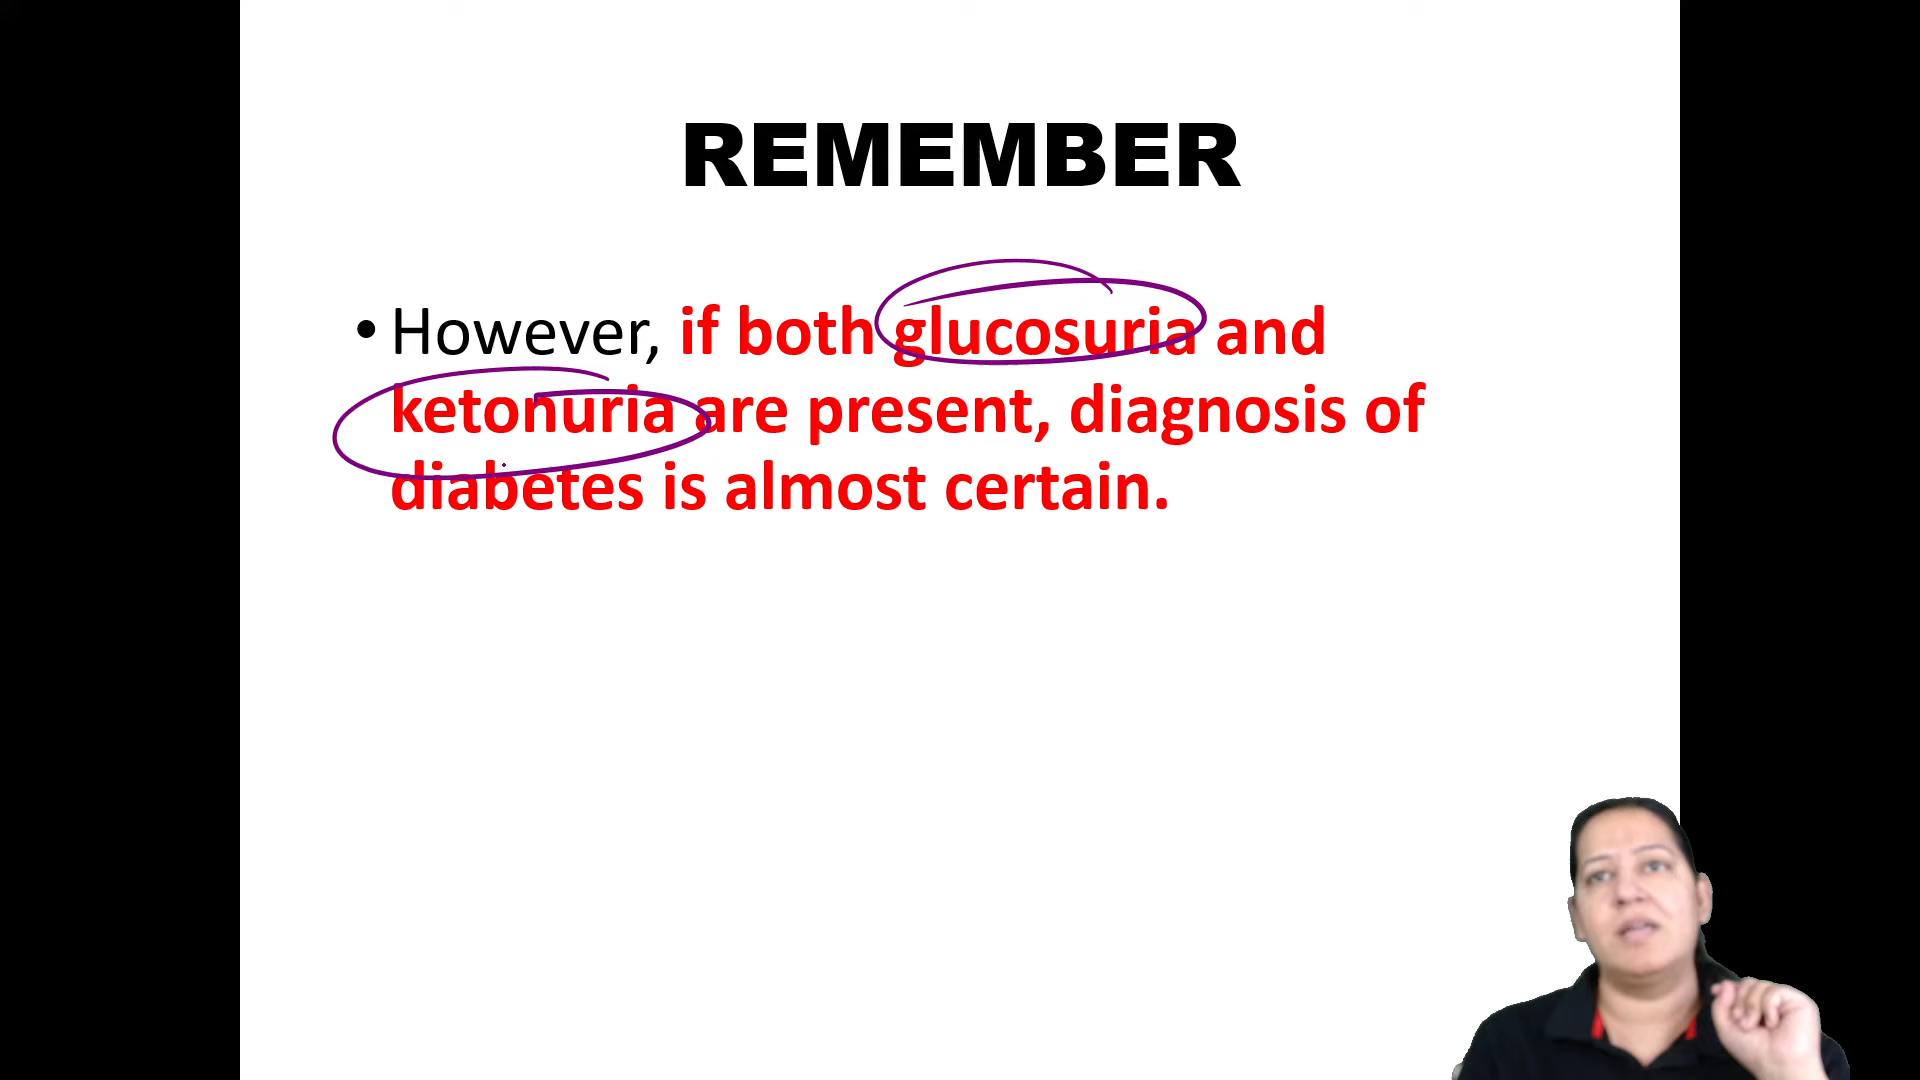 REMEMBER
• However, if both glucosuria and
ketonuria are present, diagnosis of
diabetes is almost certain.